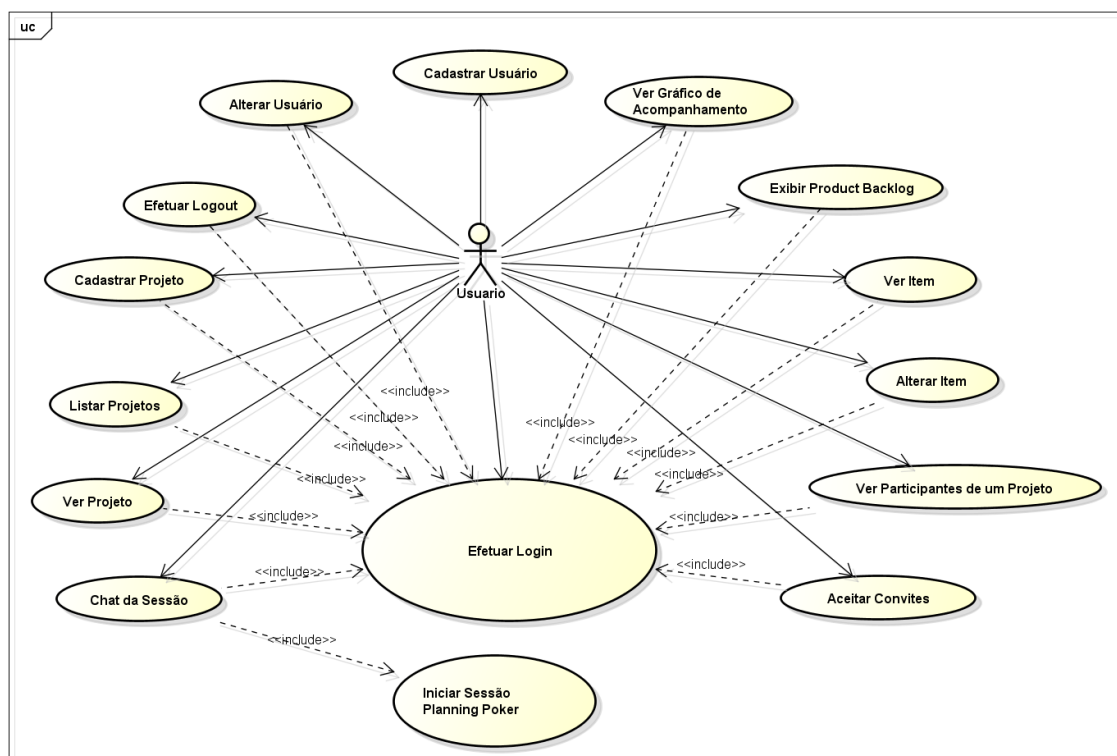 uc
Cadastrar Usuário
Alterar Usuário
Ver Gráfico de
Acompanhamento
Efetuar Logout
Exibir Product Backlog
Cadastrar Projeto
Usuario
Ver Item
Listar Projetos
Alterar Item
<<include>>
<<include>>
<<include>>
<<include>>
<<include>>
<<include>>
<<include>>
<<include>>
Ver Projeto
Ver Participantes de um Projeto
<<include>>
<<include>>
Efetuar Login
<<include>>
<<include>>
Chat da Sessão
Aceitar Convites
<<include>>
Iniciar Sessão
Planning Poker